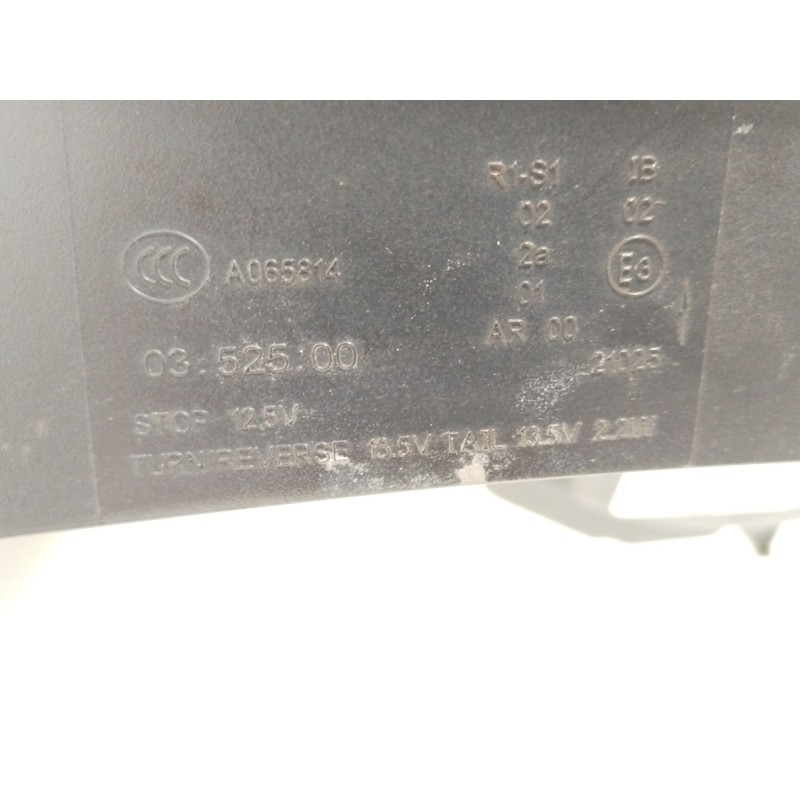 R1-S1 IB
02 02
2a E3
CCC A065814
01
AR 00
03.525.00 21025
STOP 12.5V
TURN/REVERSE 13.5V TAIL 13.5V 2.2W